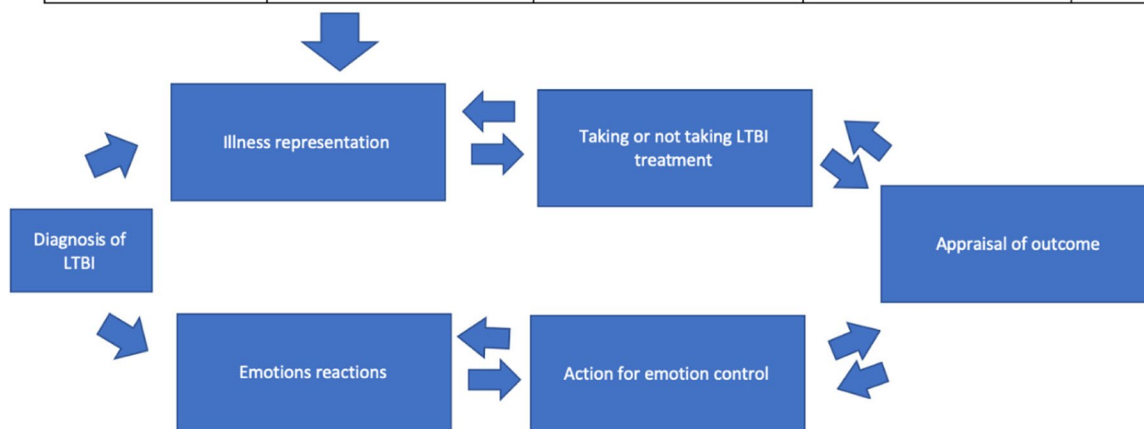 Illness representation
Taking or not taking LTBI
treatment
Diagnosis of
LTBI
Appraisal of outcome
Emotions reactions
Action for emotion control